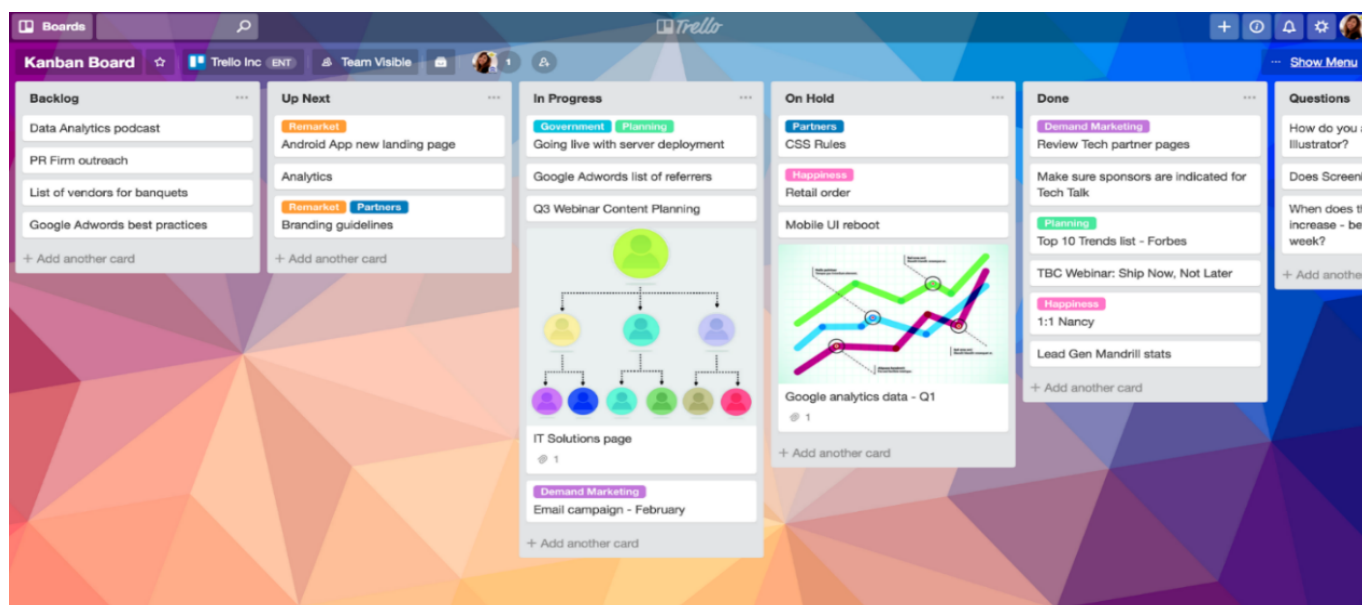 Boards
Trello
Kanban Board
Trello Inc ENT
Team Visible
1
... Show Menu
Backlog
Data Analytics podcast
PR Firm outreach
List of vendors for banquets
Google Adwords best practices
+ Add another card
Up Next
Remarket
Android App new landing page
Analytics
Remarket Partners
Branding guidelines
+ Add another card
In Progress
Government Planning
Going live with server deployment
Google Adwords list of referrers
Q3 Webinar Content Planning
IT Solutions page
1
Demand Marketing
Email campaign - February
+ Add another card
On Hold
Partners
CSS Rules
Happiness
Retail order
Mobile UI reboot
Google analytics data - Q1
1
+ Add another card
Done
Demand Marketing
Review Tech partner pages
Make sure sponsors are indicated for
Tech Talk
Planning
Top 10 Trends list - Forbes
TBC Webinar: Ship Now, Not Later
Happiness
1:1 Nancy
Lead Gen Mandrill stats
+ Add another card
Questions
How do you
Illustrator?
Does
When does
increase -
week?
+ Add